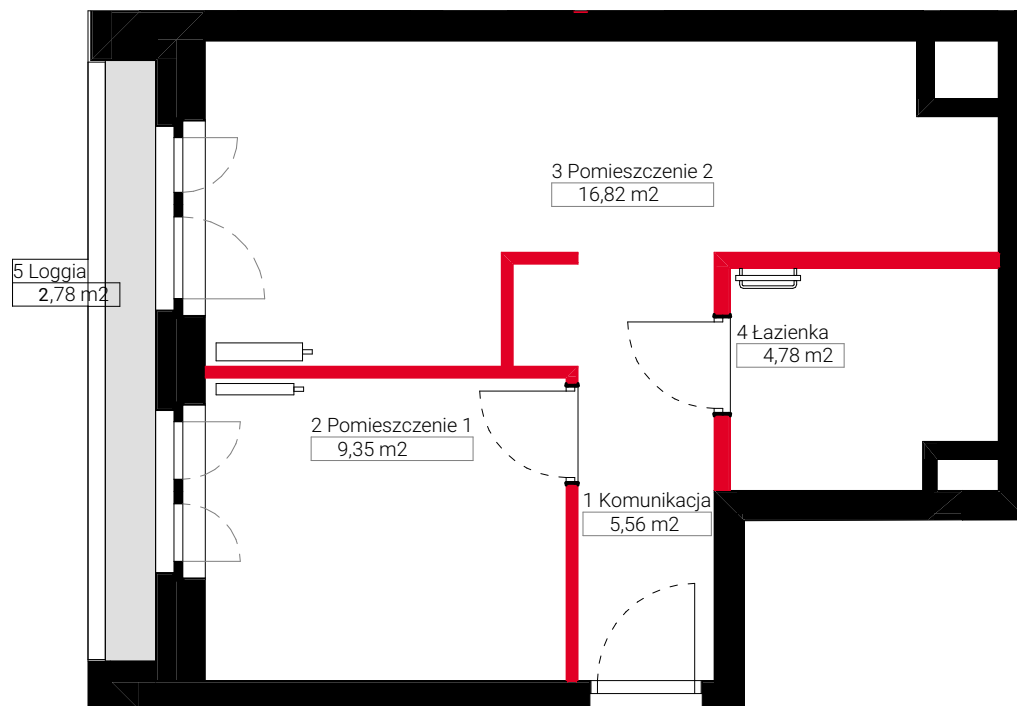 3 Pomieszczenie 2
16,82 m2
5 Loggia
2,78 m2
4 Łazienka
4,78 m2
2 Pomieszczenie 1
9,35 m2
1 Komunikacja
5,56 m2